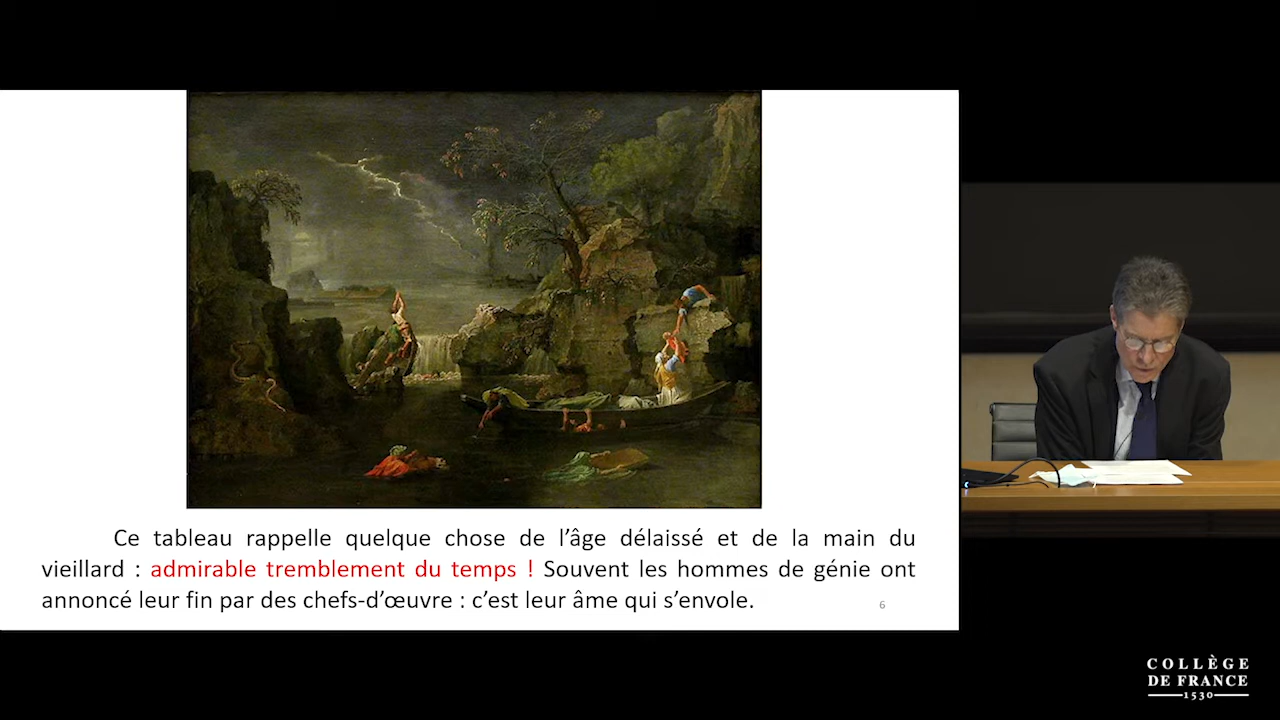 Ce tableau rappelle quelque chose de l’âge délaissé et de la main du
vieillard : admirable tremblement du temps ! Souvent les hommes de génie ont
annoncé leur fin par des chefs-d’œuvre : c’est leur âme qui s’envole.
6
COLLÈGE
DE FRANCE
1530